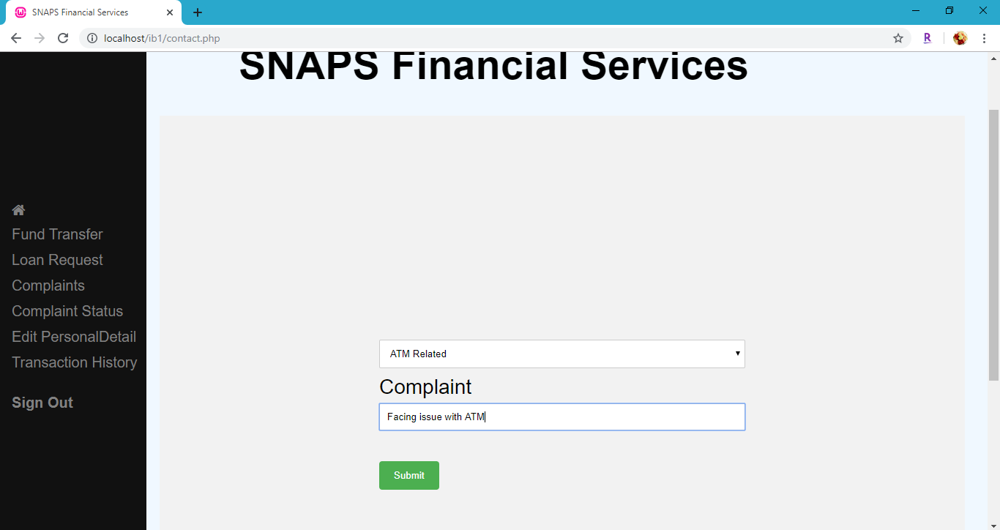 SNAPS Financial Services
localhost/ib1/contact.php
R
SNAPS Financial Services
Fund Transfer
Loan Request
Complaints
Complaint Status
Edit PersonalDetail
Transaction History
Sign Out
ATM Related
Complaint
Facing issue with ATM
Submit